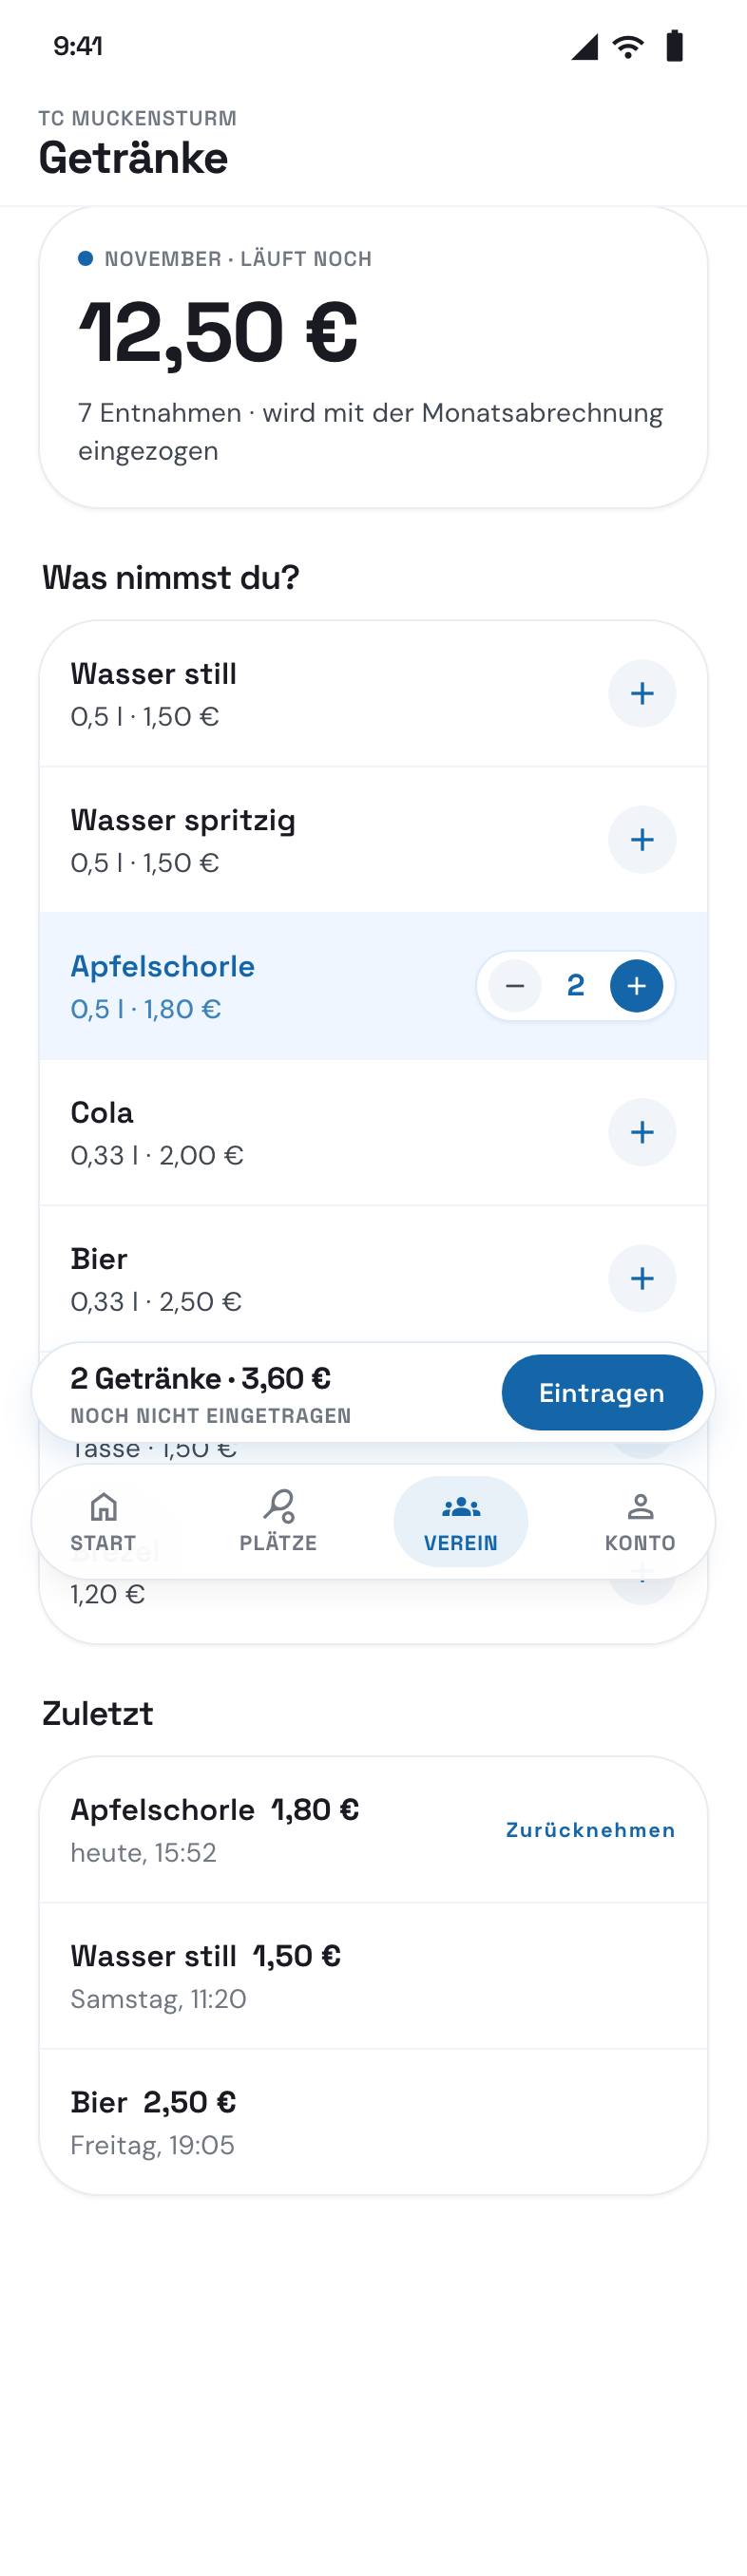 9:41
TC MUCKENSTURM
Getränke
NOVEMBER · LÄUFT NOCH
12,50 €
7 Entnahmen · wird mit der Monatsabrechnung
eingezogen
Was nimmst du?
Wasser still
0,5 l · 1,50 €
Wasser spritzig
0,5 l · 1,50 €
Apfelschorle
0,5 l · 1,80 €
2
Cola
0,33 l · 2,00 €
Bier
0,33 l · 2,50 €
2 Getränke · 3,60 €
NOCH NICHT EINGETRAGEN
Eintragen
Tasse · 1,50 €
START
PLÄTZE
VEREIN
KONTO
Brezel
1,20 €
Zuletzt
Apfelschorle 1,80 €
heute, 15:52
Zurücknehmen
Wasser still 1,50 €
Samstag, 11:20
Bier 2,50 €
Freitag, 19:05